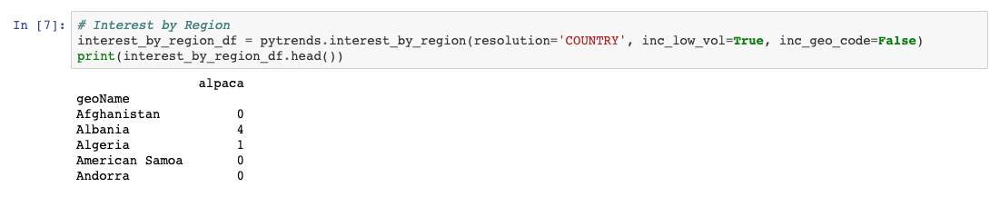 In [7]: # Interest by Region
interest_by_region_df = pytrends.interest_by_region(resolution='COUNTRY', inc_low_vol=True, inc_geo_code=False)
print(interest_by_region_df.head())
alpaca
geoName
Afghanistan 0
Albania 4
Algeria 1
American Samoa 0
Andorra 0